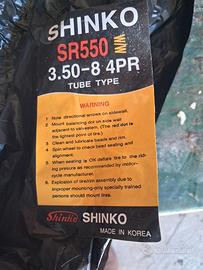 SHINKO
SR550
3.50-8 4PR
TUBE TYPE
WARNING
1 Note directional arrows on sidewall.
2 Mount balancing dot on side wall
adjacent to valvestem. (The red dot is
the lightest point of tire.)
3 Clean and lubricate beads and rim.
4 Spin wheel to check bead seating and
alignment.
5 When seating is OK deflate tire to the rid-
ing pressure as recommended by motor-
cycle manufacturer.
6 Explosion of tire/rim assembly due to
improper mounting-only specially trained
persons should mount tires.
Shinko SHINKO
MADE IN KOREA